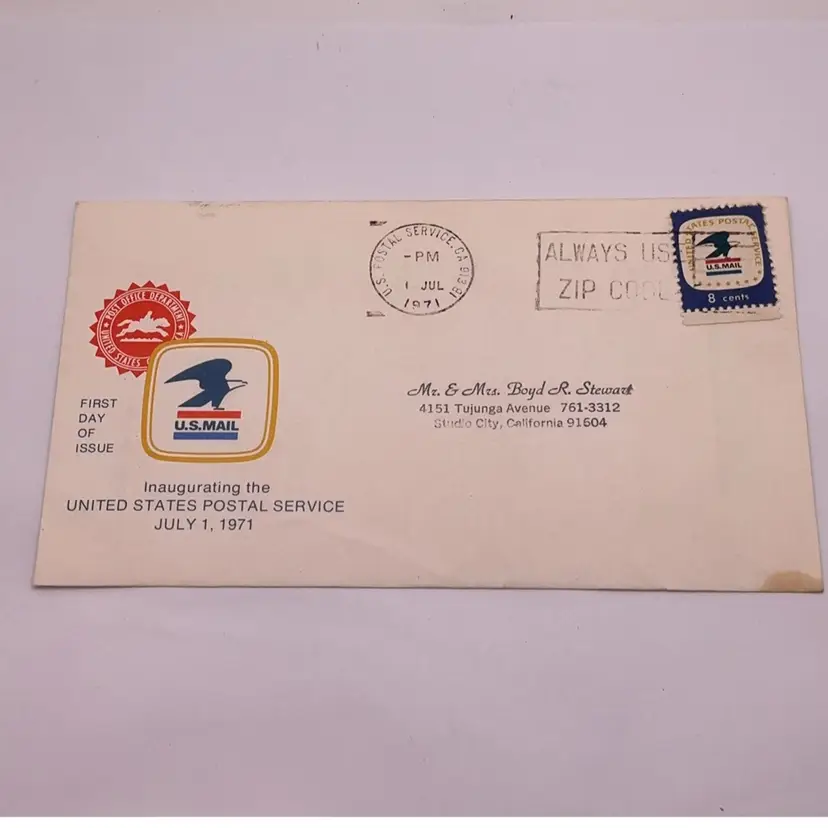 U.S. POSTAL SERVICE, CA 913
-PM
1 JUL
1971
ALWAYS US
ZIP CODE
UNITED STATES POSTAL SERVICE
U.S.MAIL
8 cents
POST OFFICE DEPARTMENT
UNITED STATES
U.S.MAIL
FIRST
DAY
OF
ISSUE
Mr. & Mrs. Boyd R. Stewart
4151 Tujunga Avenue 761-3312
Studio City, California 91604
Inaugurating the
UNITED STATES POSTAL SERVICE
JULY 1, 1971